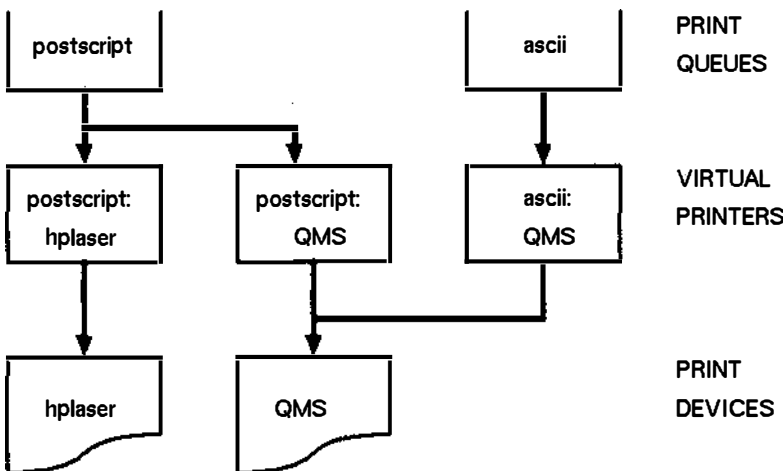 postscript
ascii
PRINT
QUEUES
postscript:
hplaser
postscript:
QMS
ascii:
QMS
VIRTUAL
PRINTERS
hplaser
QMS
PRINT
DEVICES